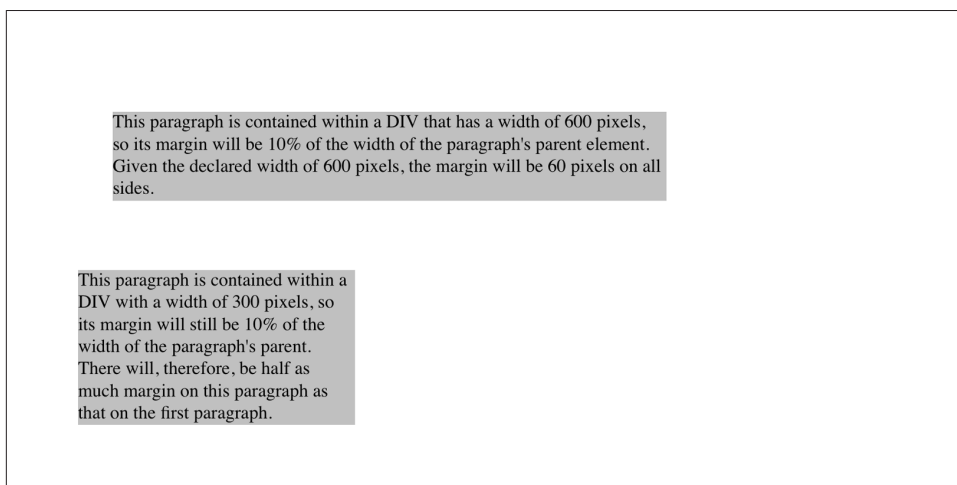 This paragraph is contained within a DIV that has a width of 600 pixels,
so its margin will be 10% of the width of the paragraph's parent element.
Given the declared width of 600 pixels, the margin will be 60 pixels on all
sides.
This paragraph is contained within a
DIV with a width of 300 pixels, so
its margin will still be 10% of the
width of the paragraph's parent.
There will, therefore, be half as
much margin on this paragraph as
that on the first paragraph.